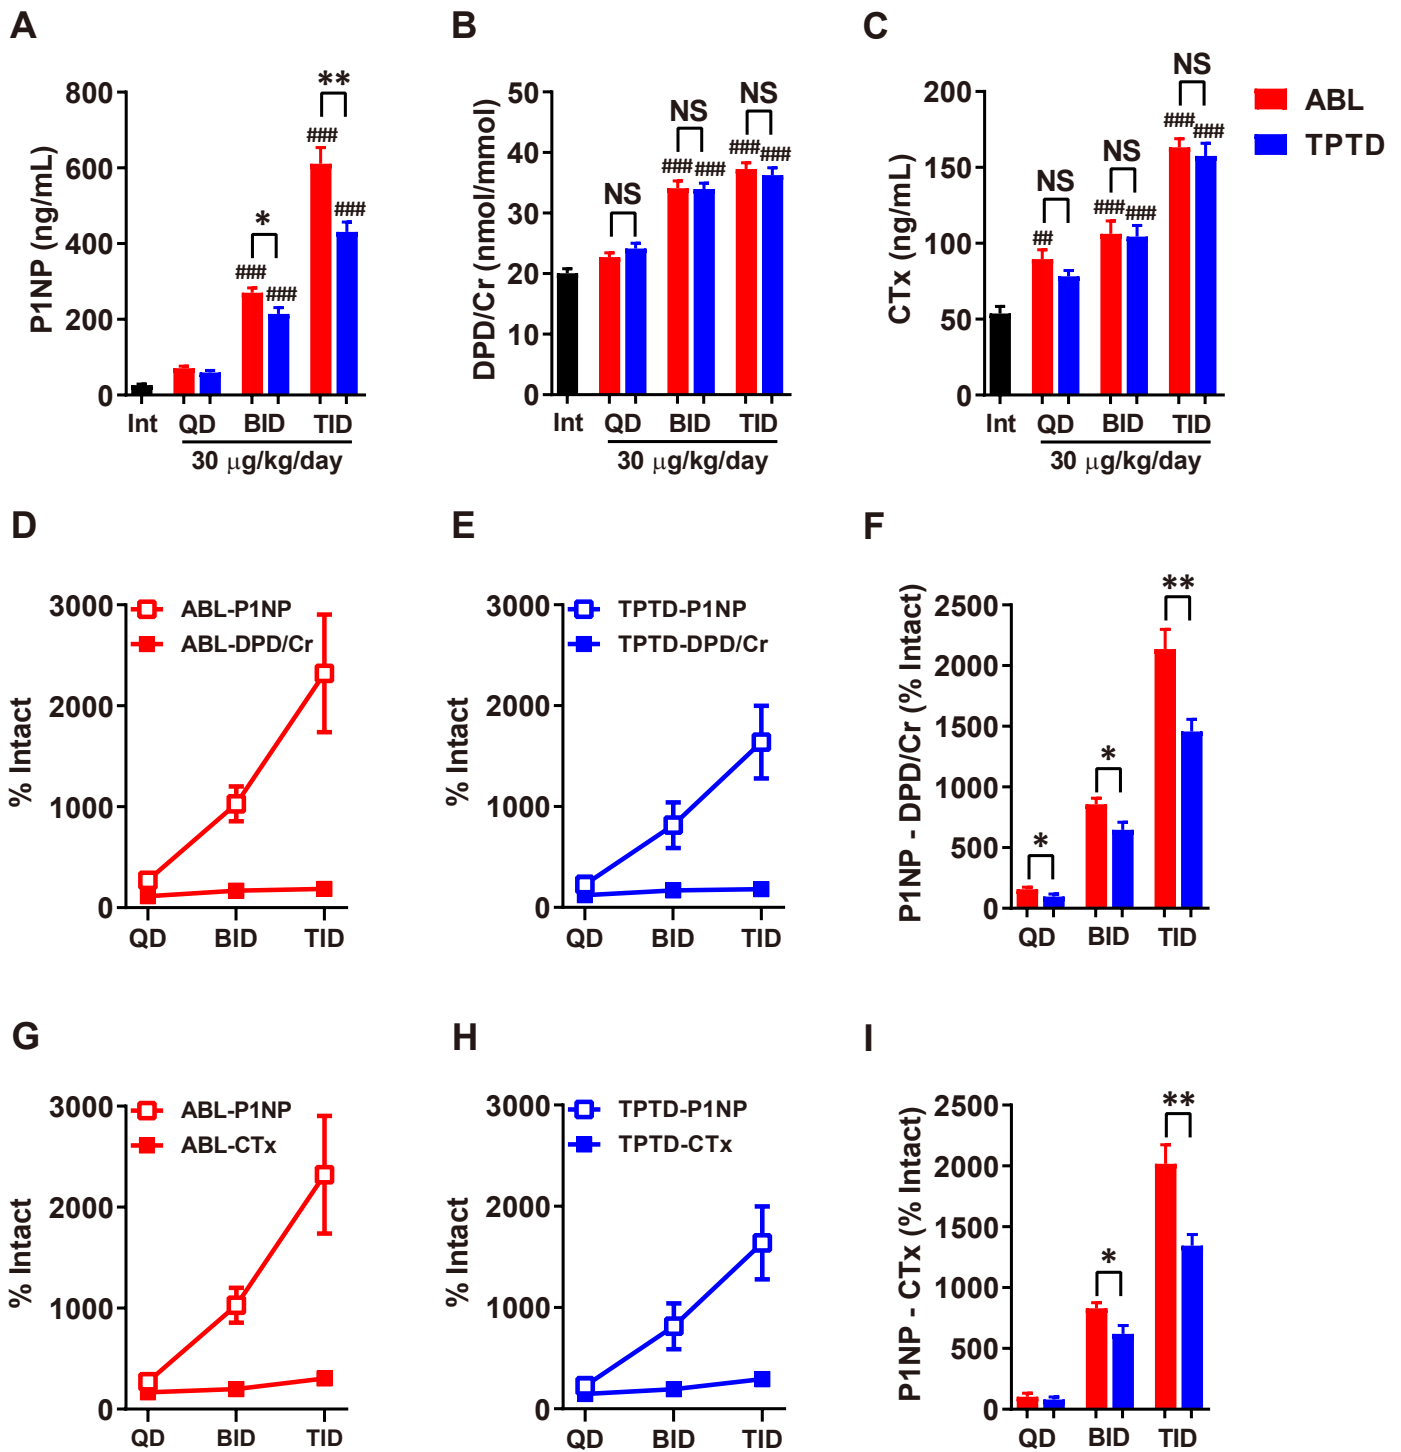 A
P1NP (ng/mL)
800
600
400
200
0
###
###
*
###
###
**
Int
QD
BID
TID
30 μg/kg/day
B
DPD/Cr (nmol/mmol)
50
40
30
20
10
0
NS
NS
###
###
NS
###
###
Int
QD
BID
TID
30 μg/kg/day
C
CTx (ng/mL)
200
150
100
50
0
NS
##
NS
###
###
NS
###
###
Int
QD
BID
TID
30 μg/kg/day
ABL
TPTD
D
% Intact
3000
2000
1000
0
ABL-P1NP
ABL-DPD/Cr
QD
BID
TID
E
% Intact
3000
2000
1000
0
TPTD-P1NP
TPTD-DPD/Cr
QD
BID
TID
F
P1NP - DPD/Cr (% Intact)
2500
2000
1500
1000
500
0
*
*
**
QD
BID
TID
G
% Intact
3000
2000
1000
0
ABL-P1NP
ABL-CTx
QD
BID
TID
H
% Intact
3000
2000
1000
0
TPTD-P1NP
TPTD-CTx
QD
BID
TID
I
P1NP - CTx (% Intact)
2500
2000
1500
1000
500
0
*
**
QD
BID
TID